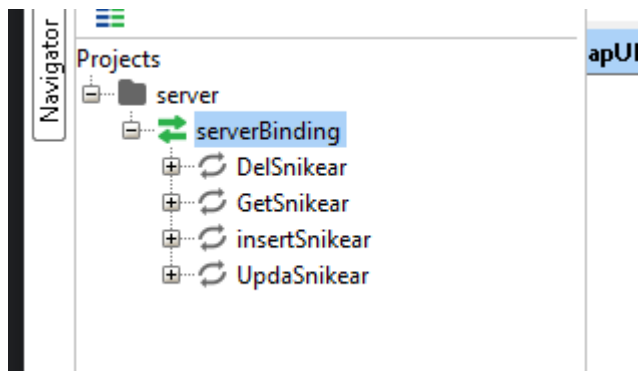 Navigator
Projects
server
serverBinding
DelSnikear
GetSnikear
insertSnikear
UpdaSnikear
apUI